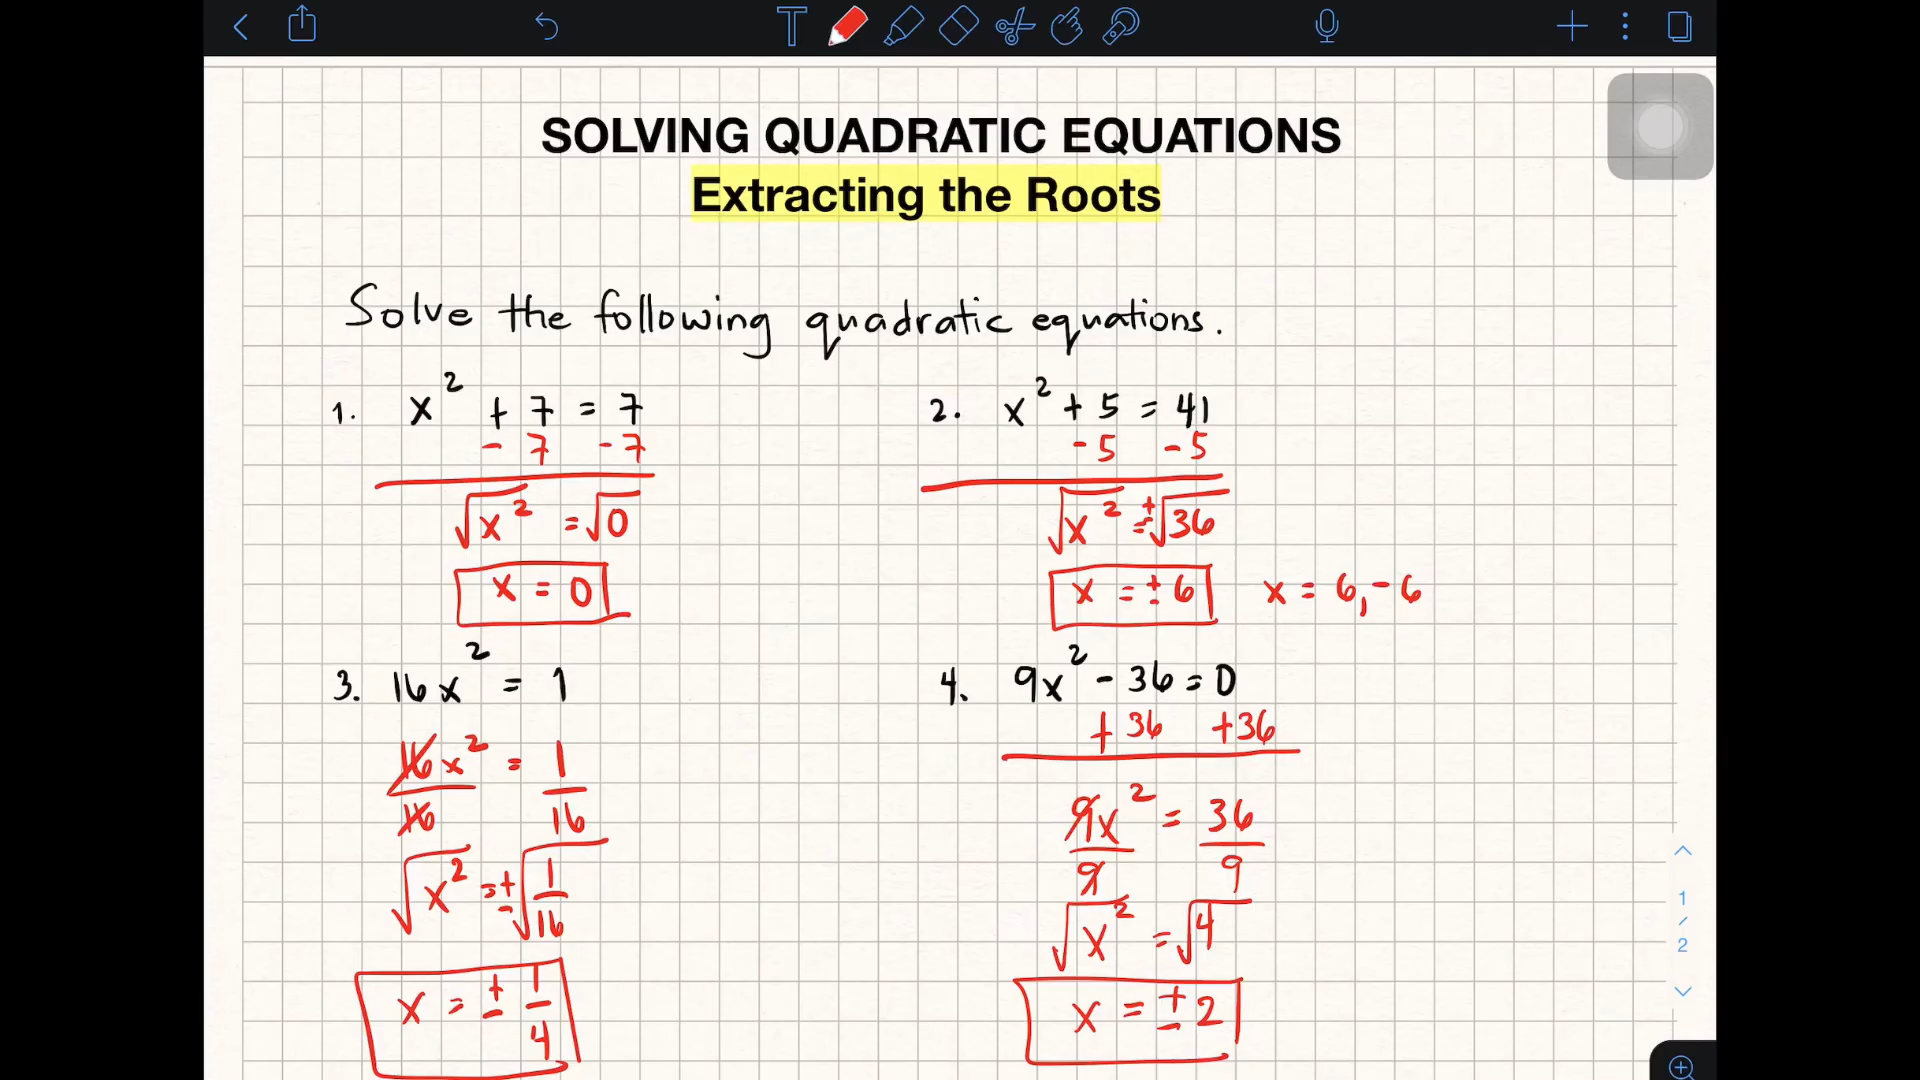 SOLVING QUADRATIC EQUATIONS
Extracting the Roots
Solve the following quadratic equations.
1. x² + 7 = 7
- 7 - 7
√x² = √0
x = 0
2. x² + 5 = 41
- 5 - 5
√x² = ±√36
x = ± 6 x = 6, -6
3. 16x² = 1
16x²/16 = 1/16
√x² = ±√1/16
x = ± 1/4
4. 9x² - 36 = 0
+ 36 + 36
9x²/9 = 36/9
√x² = √4
x = ± 2
1
/
2